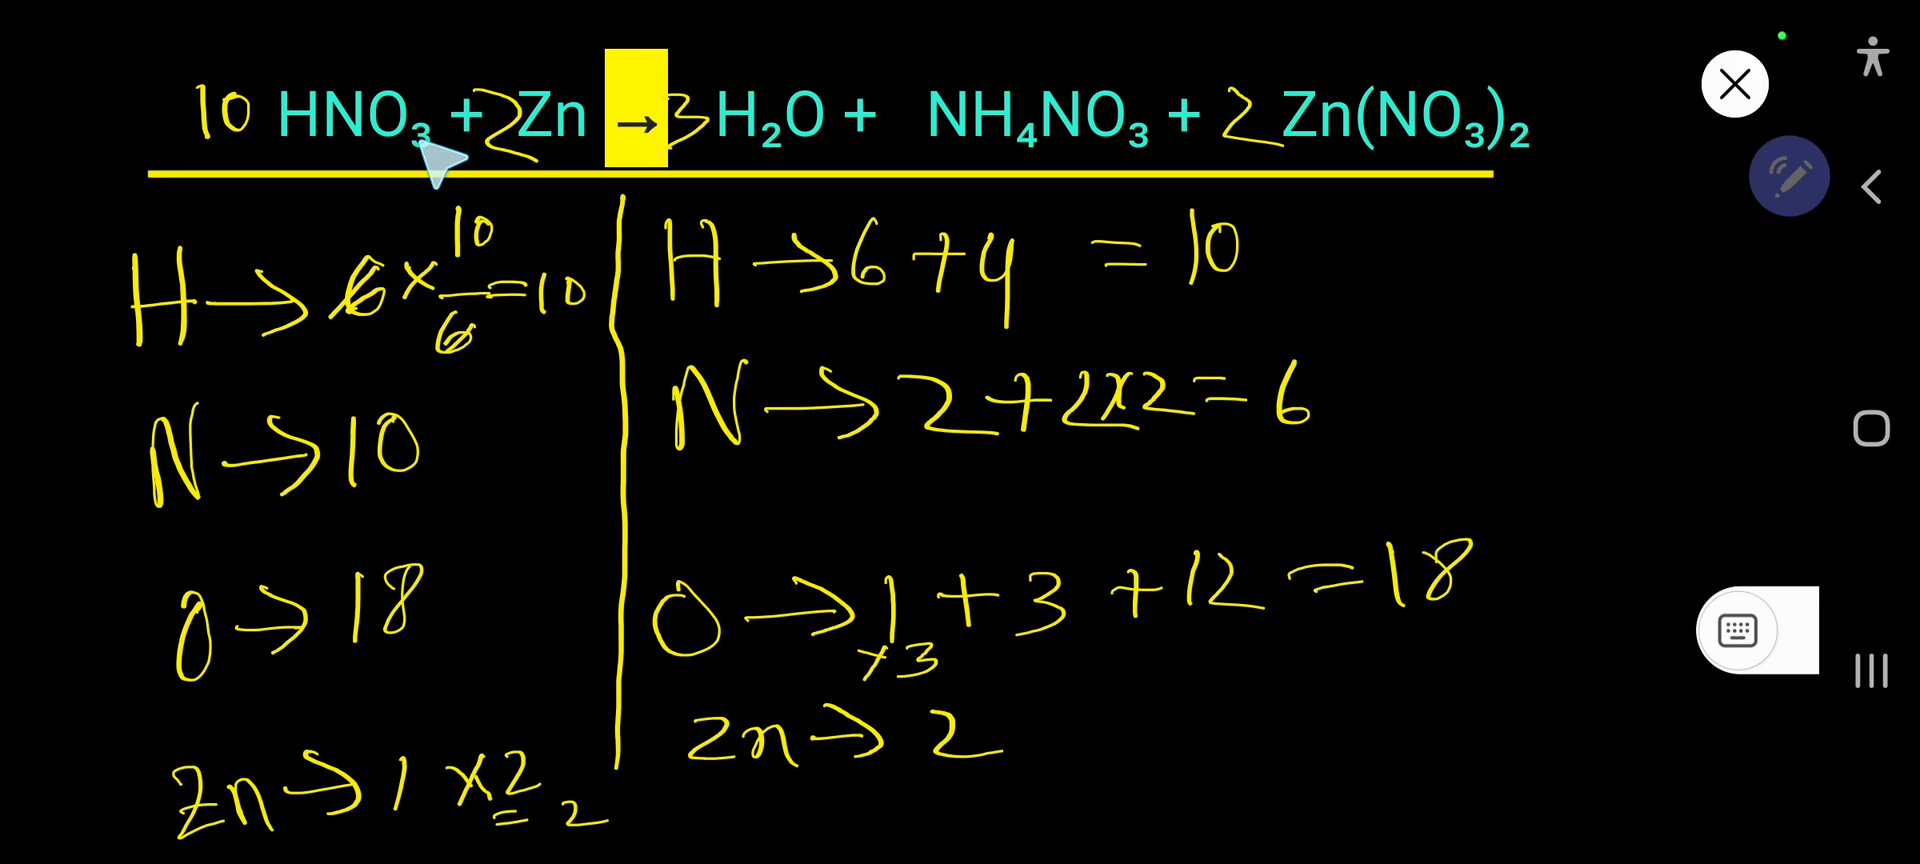 10 HNO₃ + 2Zn → 3H₂O + NH₄NO₃ + 2 Zn(NO₃)₂
H → 6 × 10/6 = 10
N → 10
O → 18
Zn → 1 × 2 = 2
H → 6 + 4 = 10
N → 2 + 2×2 = 6
O → 1 + 3 + 12 = 18
×3
Zn → 2